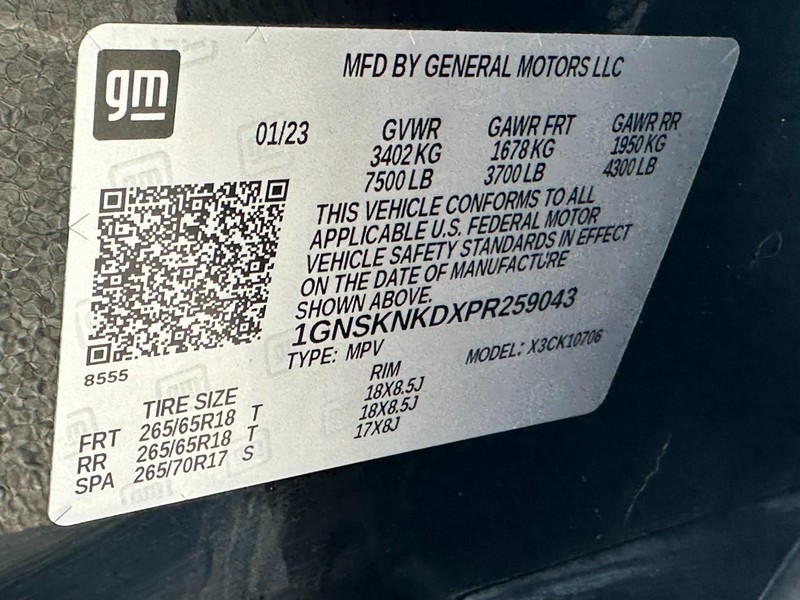 gm
MFD BY GENERAL MOTORS LLC
01/23 GVWR GAWR FRT GAWR RR
3402 KG 1678 KG 1950 KG
7500 LB 3700 LB 4300 LB
THIS VEHICLE CONFORMS TO ALL
APPLICABLE U.S. FEDERAL MOTOR
VEHICLE SAFETY STANDARDS IN EFFECT
ON THE DATE OF MANUFACTURE
SHOWN ABOVE.
1GNSKNKDXPR259043
TYPE: MPV MODEL: X3CK10706
8555
TIRE SIZE RIM
FRT 265/65R18 T 18X8.5J
RR 265/65R18 T 18X8.5J
SPA 265/70R17 S 17X8J